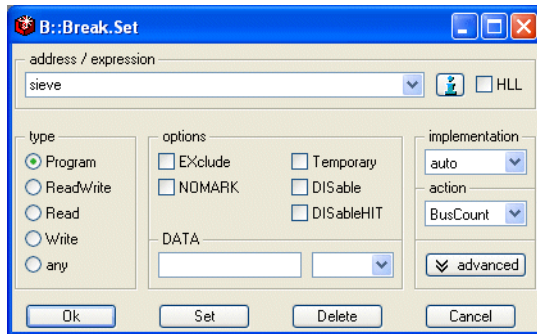 B::Break.Set
address / expression
sieve
HLL
type
Program
ReadWrite
Read
Write
any
options
EXclude
NOMARK
Temporary
DISable
DISableHIT
DATA
implementation
auto
action
BusCount
advanced
Ok
Set
Delete
Cancel